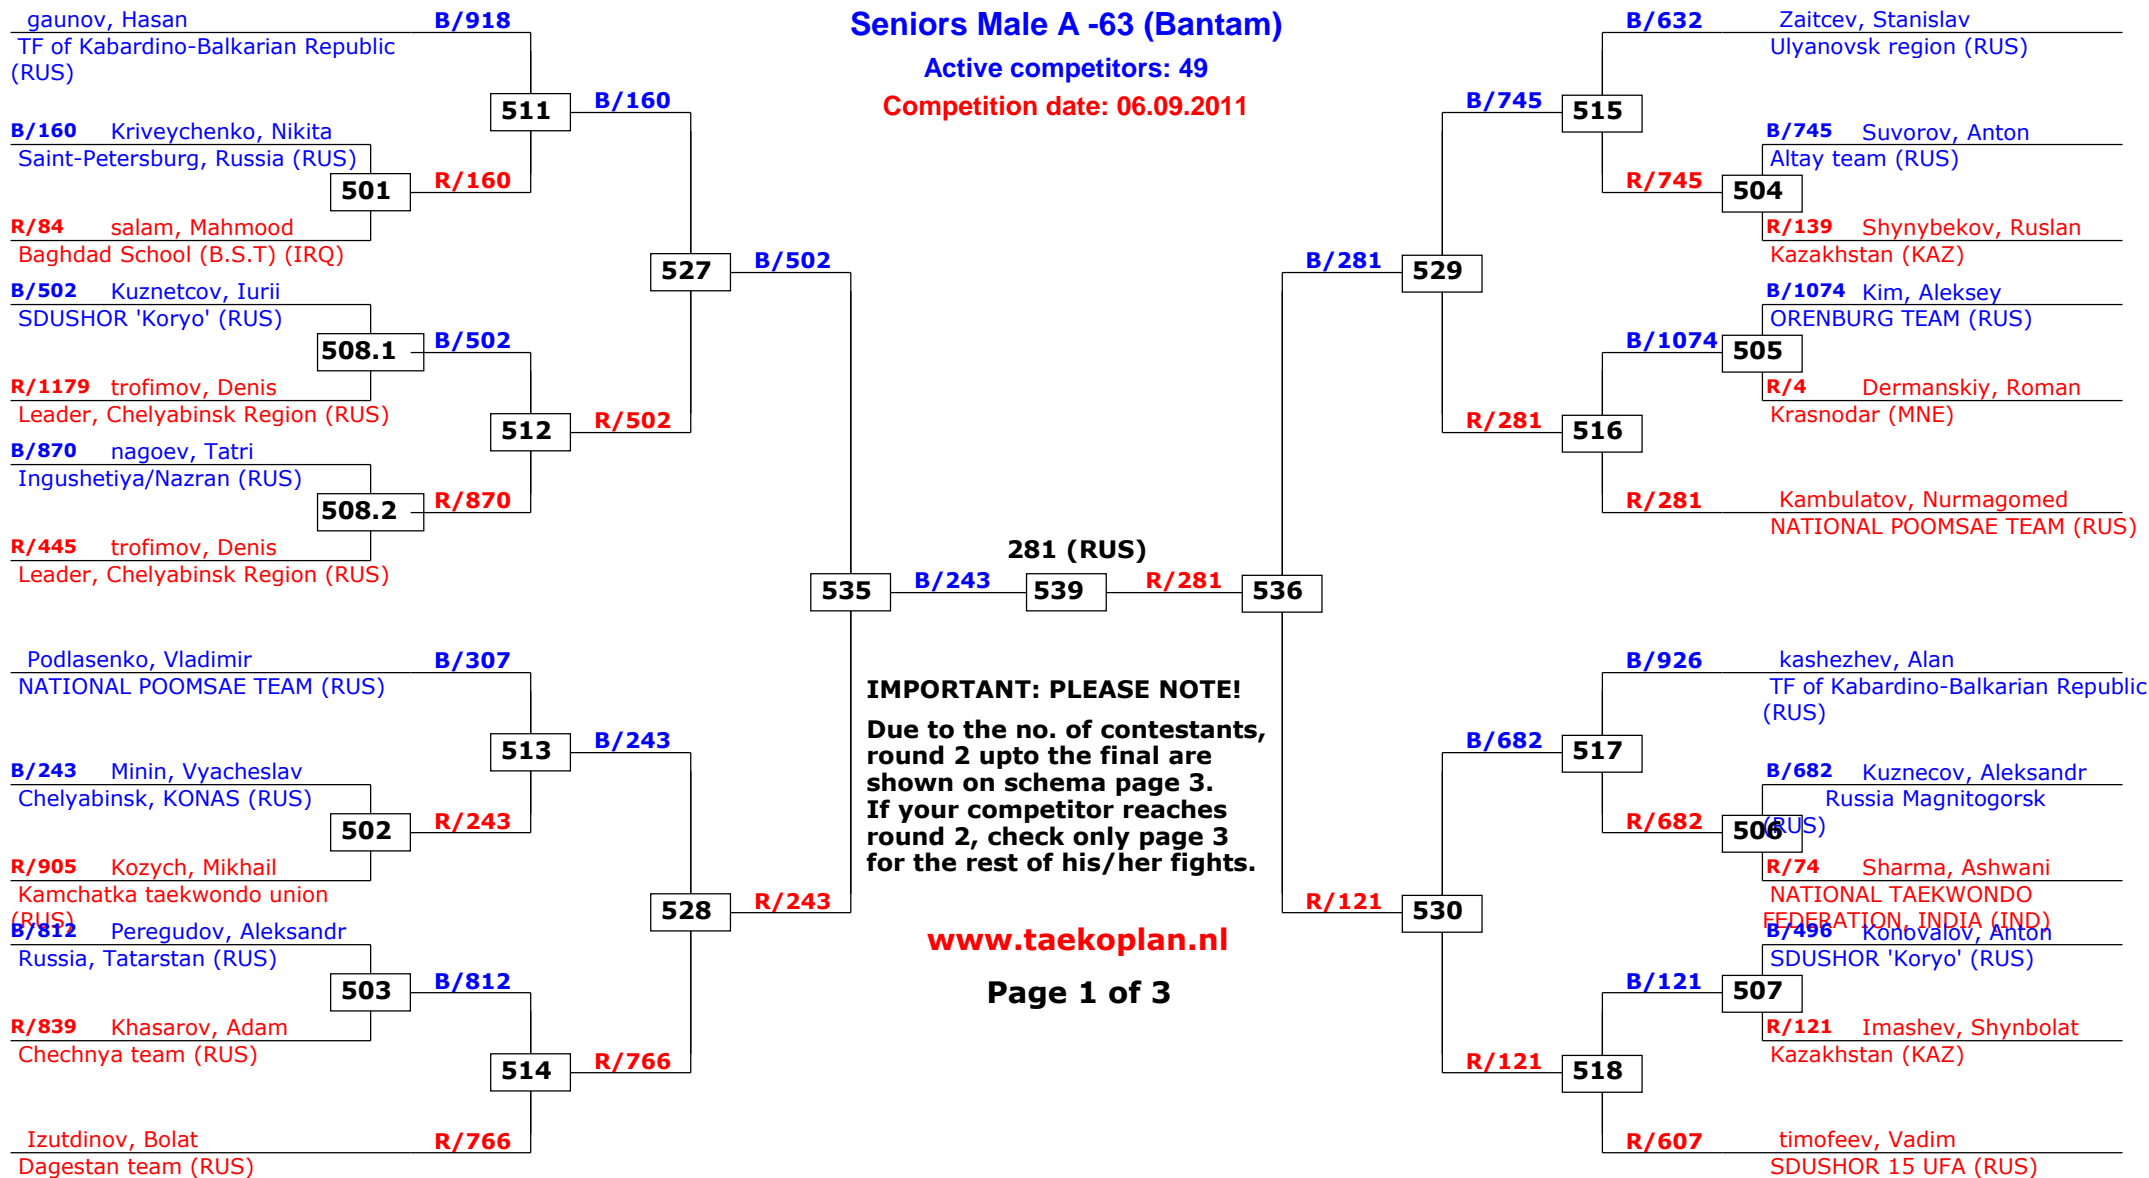 Seniors Male A -63 (Bantam)
Active competitors: 49
Competition date: 06.09.2011
gaunov, Hasan
B/918
TF of Kabardino-Balkarian Republic
(RUS)
511
B/160
B/160 Kriveychenko, Nikita
Saint-Petersburg, Russia (RUS)
501
R/160
R/84 salam, Mahmood
Baghdad School (B.S.T) (IRQ)
527
B/502
B/502 Kuznetcov, Iurii
SDUSHOR 'Koryo' (RUS)
508.1
B/502
R/1179 trofimov, Denis
Leader, Chelyabinsk Region (RUS)
512
R/502
B/870 nagoev, Tatri
Ingushetiya/Nazran (RUS)
508.2
R/870
R/445 trofimov, Denis
Leader, Chelyabinsk Region (RUS)
535
B/243
281 (RUS)
539
R/281
536
Podlasenko, Vladimir
B/307
NATIONAL POOMSAE TEAM (RUS)
513
B/243
B/243 Minin, Vyacheslav
Chelyabinsk, KONAS (RUS)
502
R/243
R/905 Kozych, Mikhail
Kamchatka taekwondo union
(RUS)
528
R/243
B/812 Peregudov, Aleksandr
Russia, Tatarstan (RUS)
503
B/812
R/839 Khasarov, Adam
Chechnya team (RUS)
514
R/766
Izutdinov, Bolat
R/766
Dagestan team (RUS)
IMPORTANT: PLEASE NOTE!
Due to the no. of contestants,
round 2 upto the final are
shown on schema page 3.
If your competitor reaches
round 2, check only page 3
for the rest of his/her fights.
www.taekoplan.nl
Page 1 of 3
B/632 Zaitcev, Stanislav
Ulyanovsk region (RUS)
B/745
515
B/745 Suvorov, Anton
Altay team (RUS)
R/745
504
R/139 Shynybekov, Ruslan
Kazakhstan (KAZ)
B/281
529
B/1074 Kim, Aleksey
ORENBURG TEAM (RUS)
B/1074
505
R/4 Dermanskiy, Roman
Krasnodar (MNE)
R/281
516
R/281 Kambulatov, Nurmagomed
NATIONAL POOMSAE TEAM (RUS)
B/926 kashezhev, Alan
TF of Kabardino-Balkarian Republic
(RUS)
B/682
517
B/682 Kuznecov, Aleksandr
Russia Magnitogorsk
(RUS)
R/682
506
R/74 Sharma, Ashwani
NATIONAL TAEKWONDO
FEDERATION, INDIA (IND)
R/121
530
B/496 Konovalov, Anton
SDUSHOR 'Koryo' (RUS)
B/121
507
R/121 Imashev, Shynbolat
Kazakhstan (KAZ)
R/121
518
R/607 timofeev, Vadim
SDUSHOR 15 UFA (RUS)